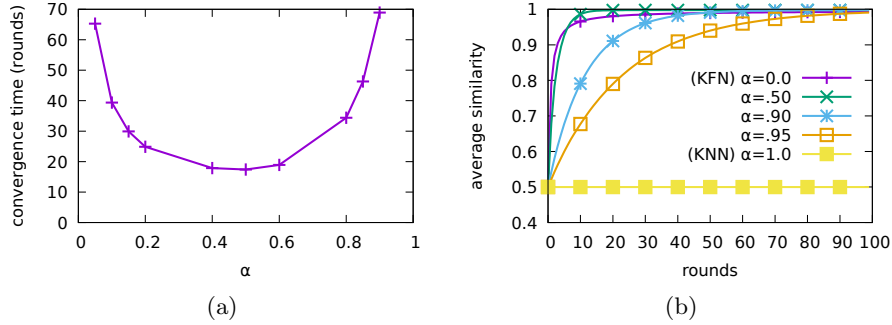 convergence time (rounds)
70
60
50
40
30
20
10
0
0 0.2 0.4 0.6 0.8 1
α
(a)
average similarity
1
0.9
0.8
0.7
0.6
0.5
0.4
(KFN) α=0.0
α=.50
α=.90
α=.95
(KNN) α=1.0
0 10 20 30 40 50 60 70 80 90 100
rounds
(b)